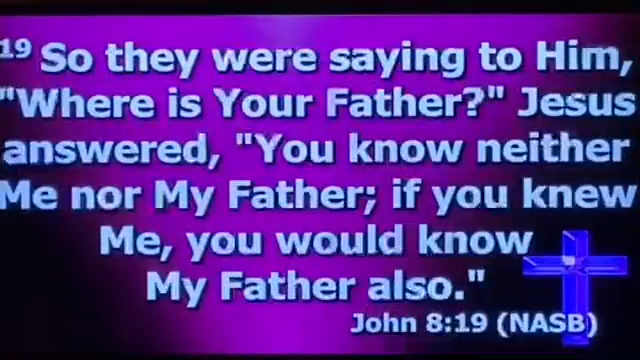 19 So they were saying to Him,
"Where is Your Father?" Jesus
answered, "You know neither
Me nor My Father; if you knew
Me, you would know
My Father also."
John 8:19 (NASB)